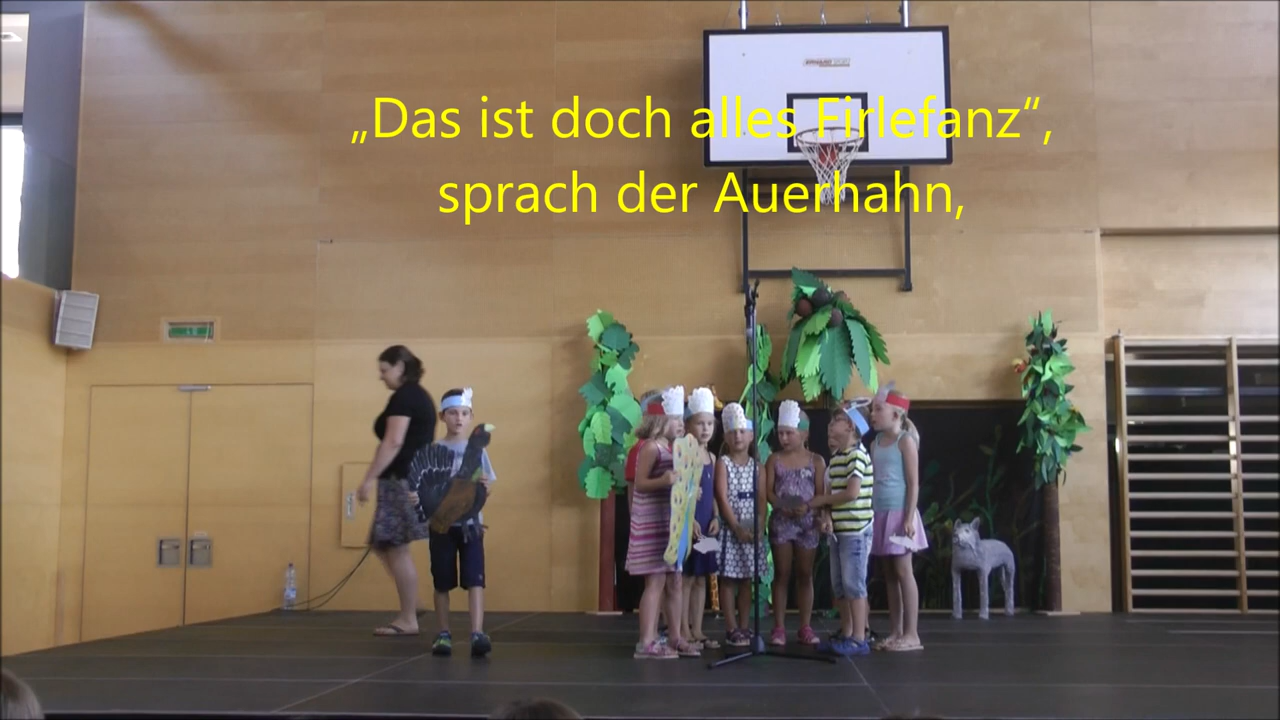 „Das ist doch alles Firlefanz“,
sprach der Auerhahn,